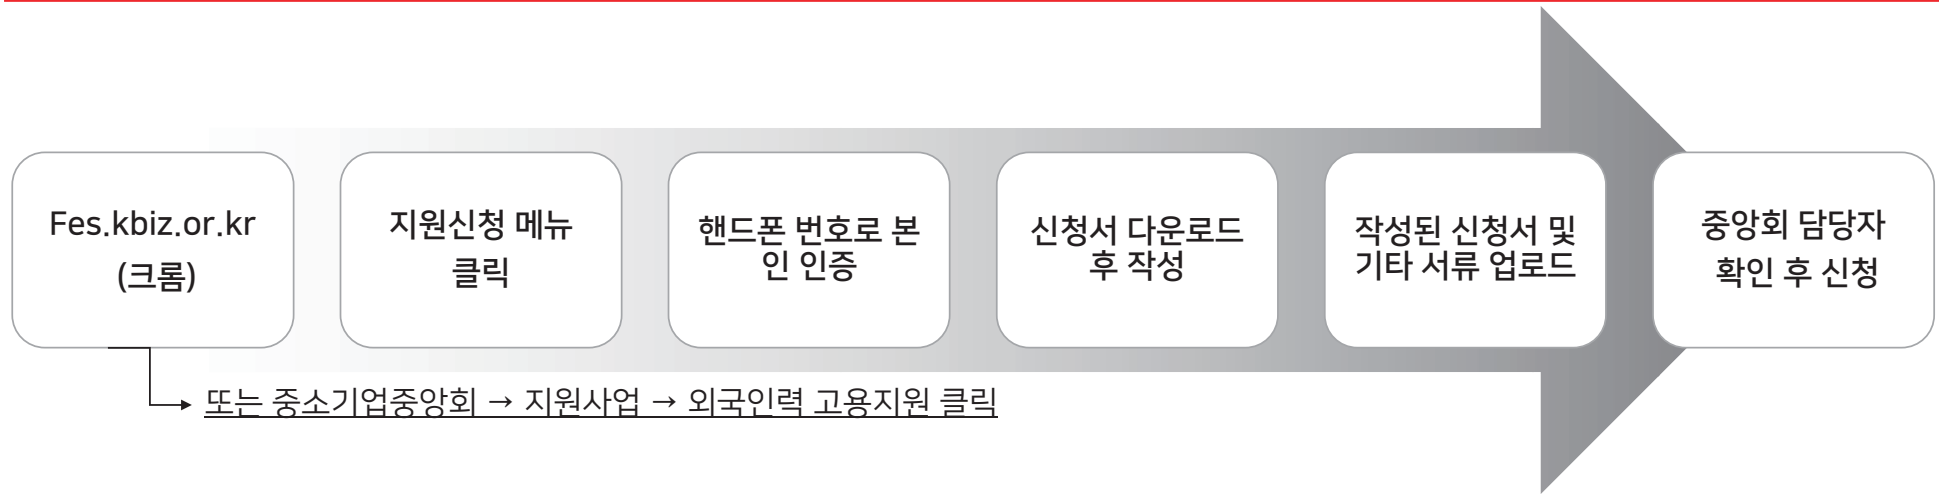 Fes.kbiz.or.kr
(크롬)
지원신청 메뉴
클릭
핸드폰 번호로 본
인 인증
신청서 다운로드
후 작성
작성된 신청서 및
기타 서류 업로드
중앙회 담당자
확인 후 신청
또는 중소기업중앙회 → 지원사업 → 외국인력 고용지원 클릭